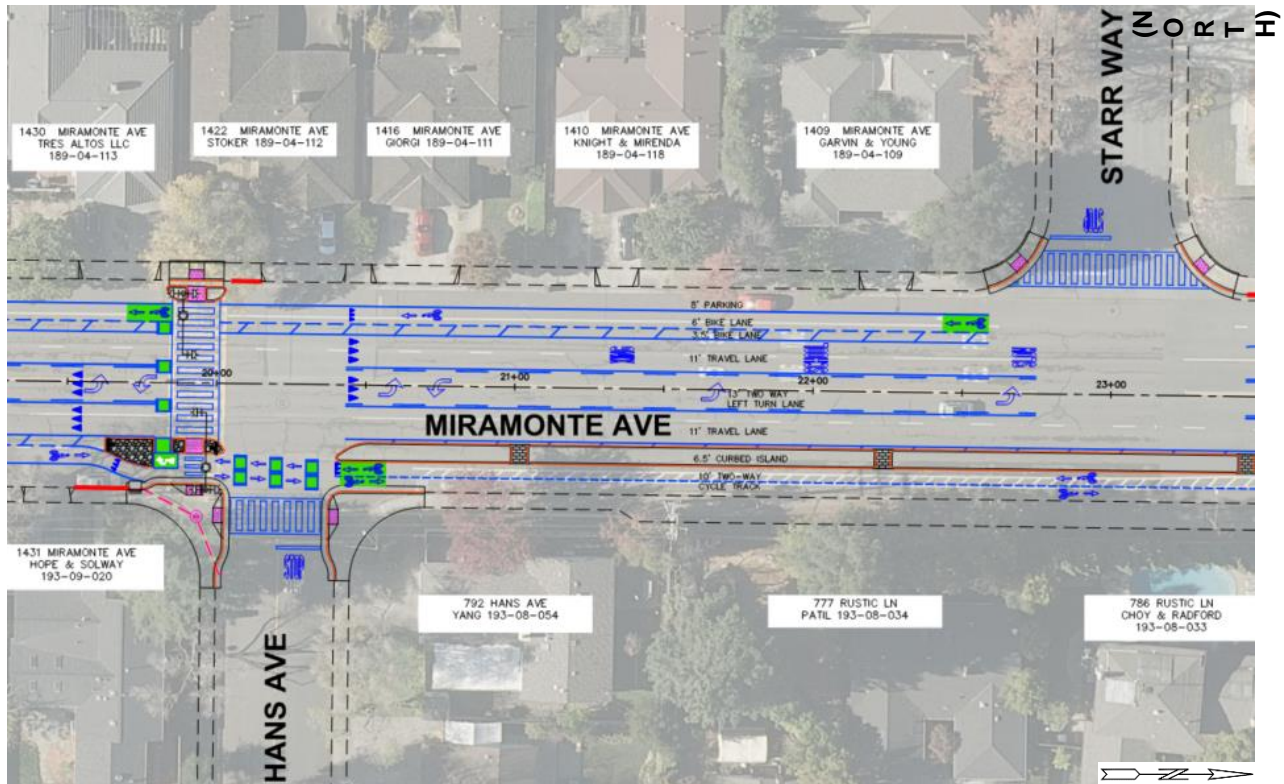 STARR WAY
(NORTH)
1430 MIRAMONTE AVE
TRES ALTOS LLC
189-04-113
1422 MIRAMONTE AVE
STOKER 189-04-112
1416 MIRAMONTE AVE
GIORGI 189-04-111
1410 MIRAMONTE AVE
KNIGHT & MIRENDA
189-04-118
1409 MIRAMONTE AVE
GARVIN & YOUNG
189-04-109
STOP
8' PARKING
6' BIKE LANE
3.5' BIKE LANE
11' TRAVEL LANE
20+00
21+00
22+00
23+00
13' TWO WAY
LEFT TURN LANE
MIRAMONTE AVE
11' TRAVEL LANE
6.5' CURBED ISLAND
10' TWO-WAY
CYCLE TRACK
STOP
1431 MIRAMONTE AVE
HOPE & SOLWAY
193-09-020
792 HANS AVE
YANG 193-08-054
777 RUSTIC LN
PATIL 193-08-034
786 RUSTIC LN
CHOY & RADFORD
193-08-033
HANS AVE
N